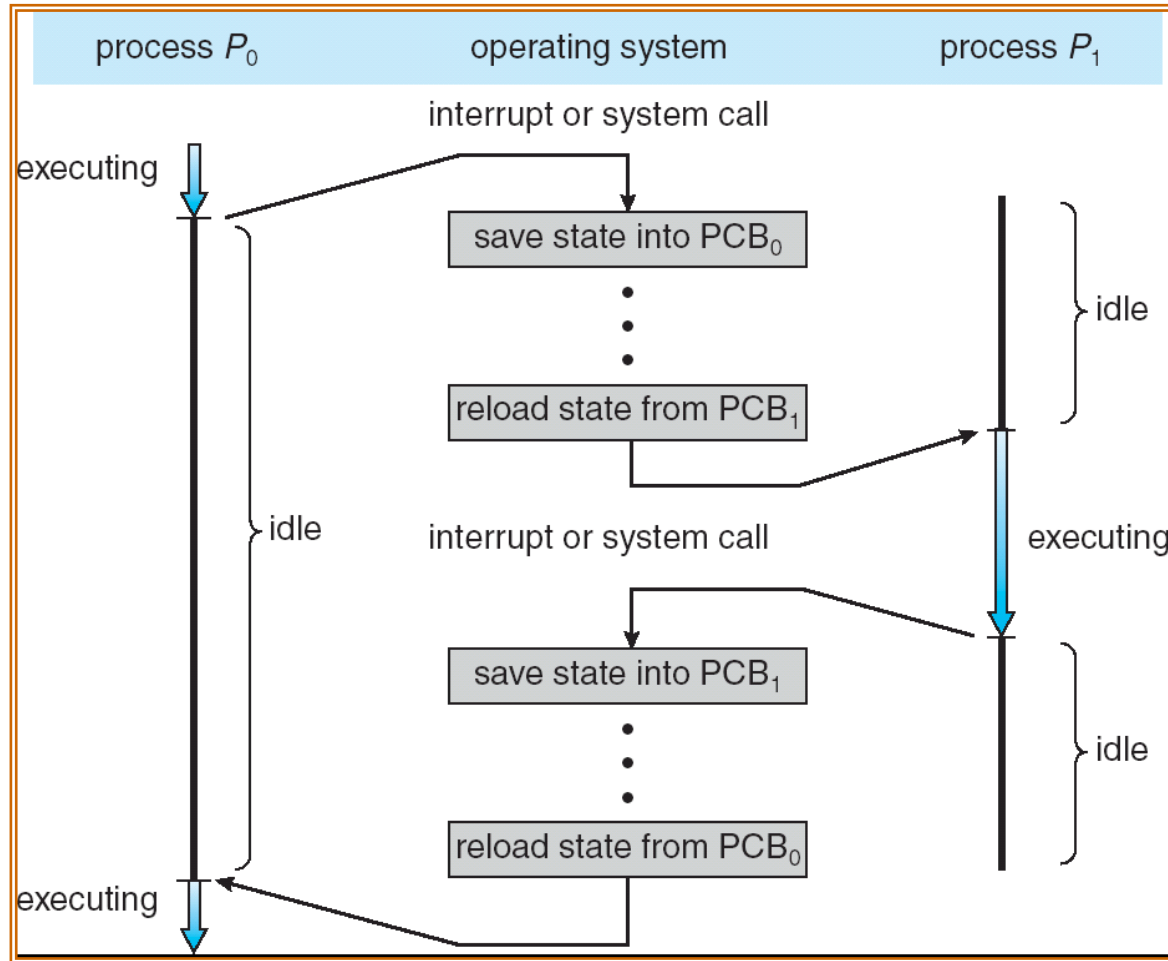 process P₀
operating system
process P₁
interrupt or system call
executing
save state into PCB₀
idle
reload state from PCB₁
idle
interrupt or system call
executing
save state into PCB₁
idle
reload state from PCB₀
executing